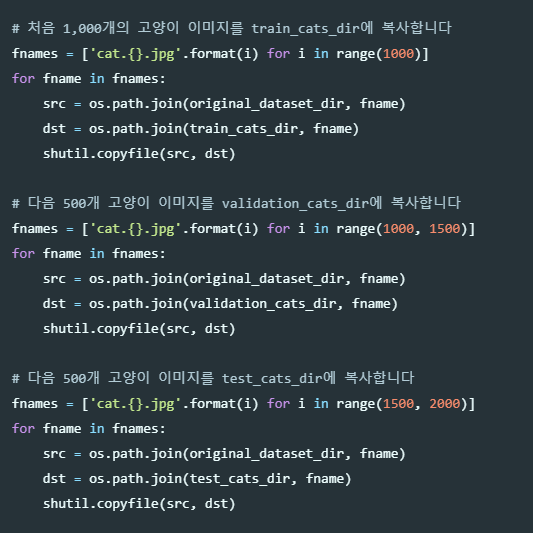 # 처음 1,000개의 고양이 이미지를 train_cats_dir에 복사합니다
fnames = ['cat.{}.jpg'.format(i) for i in range(1000)]
for fname in fnames:
    src = os.path.join(original_dataset_dir, fname)
    dst = os.path.join(train_cats_dir, fname)
    shutil.copyfile(src, dst)

# 다음 500개 고양이 이미지를 validation_cats_dir에 복사합니다
fnames = ['cat.{}.jpg'.format(i) for i in range(1000, 1500)]
for fname in fnames:
    src = os.path.join(original_dataset_dir, fname)
    dst = os.path.join(validation_cats_dir, fname)
    shutil.copyfile(src, dst)

# 다음 500개 고양이 이미지를 test_cats_dir에 복사합니다
fnames = ['cat.{}.jpg'.format(i) for i in range(1500, 2000)]
for fname in fnames:
    src = os.path.join(original_dataset_dir, fname)
    dst = os.path.join(test_cats_dir, fname)
    shutil.copyfile(src, dst)